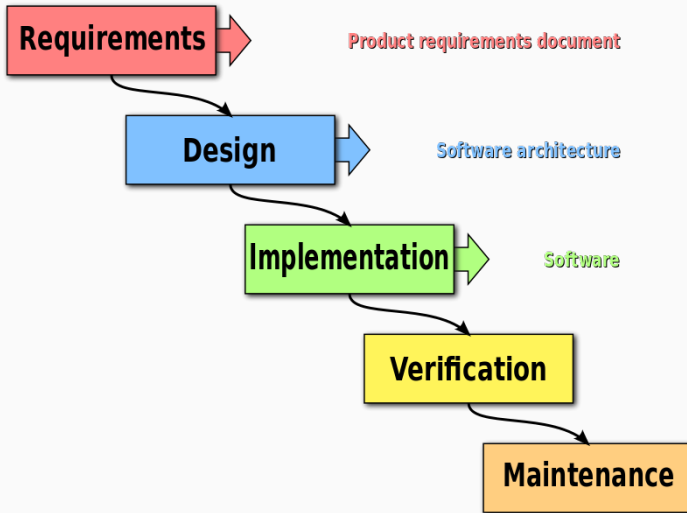 Requirements
Product requirements document
Design
Software architecture
Implementation
Software
Verification
Maintenance